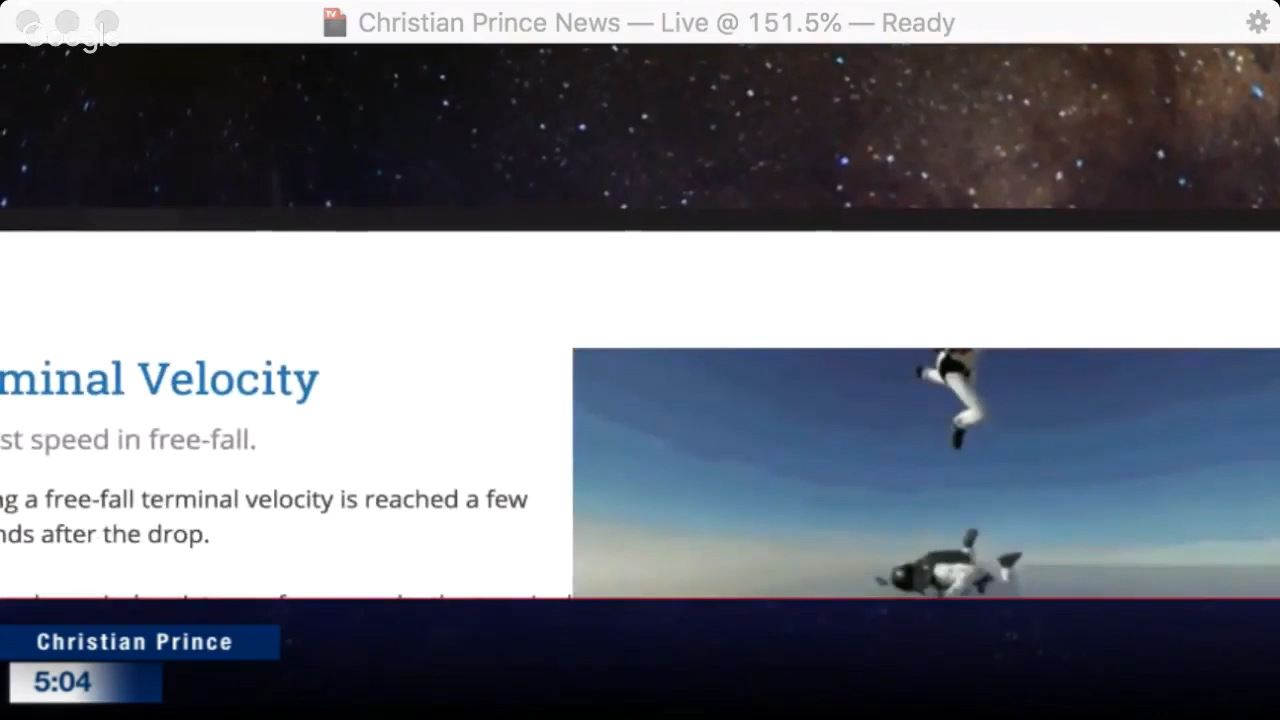 Christian Prince News — Live @ 151.5% — Ready
Google
minal Velocity
st speed in free-fall.
ng a free-fall terminal velocity is reached a few
nds after the drop.
Christian Prince
5:04